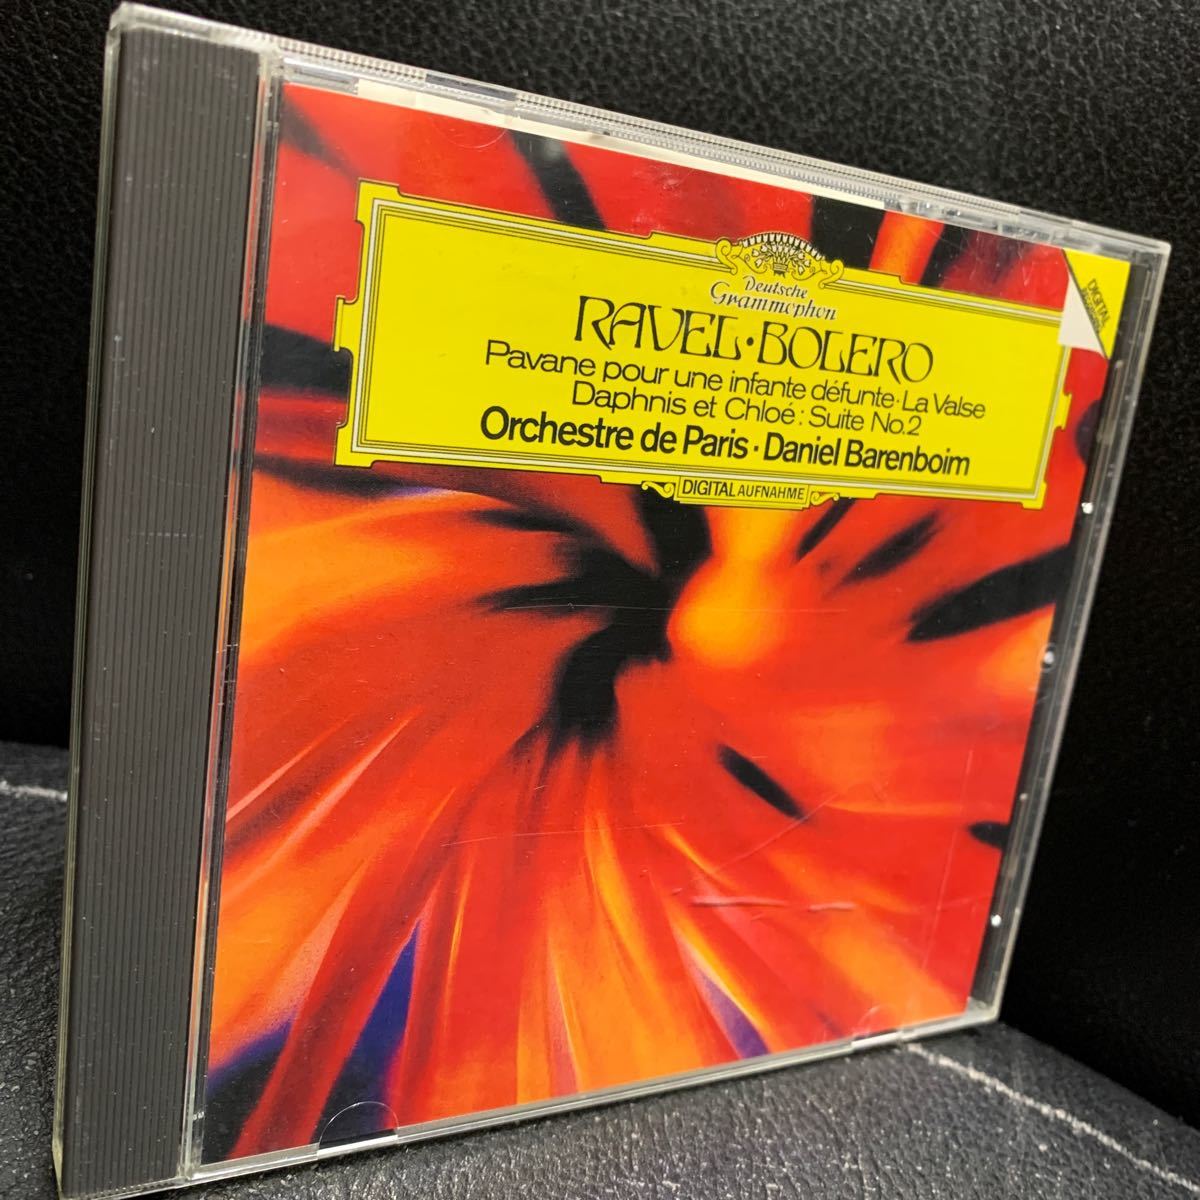 Deutsche
Grammophon
RAVEL·BOLERO
Pavane pour une infante défunte·La Valse
Daphnis et Chloé: Suite No.2
Orchestre de Paris·Daniel Barenboim
DIGITAL AUFNAHME
DIGITAL